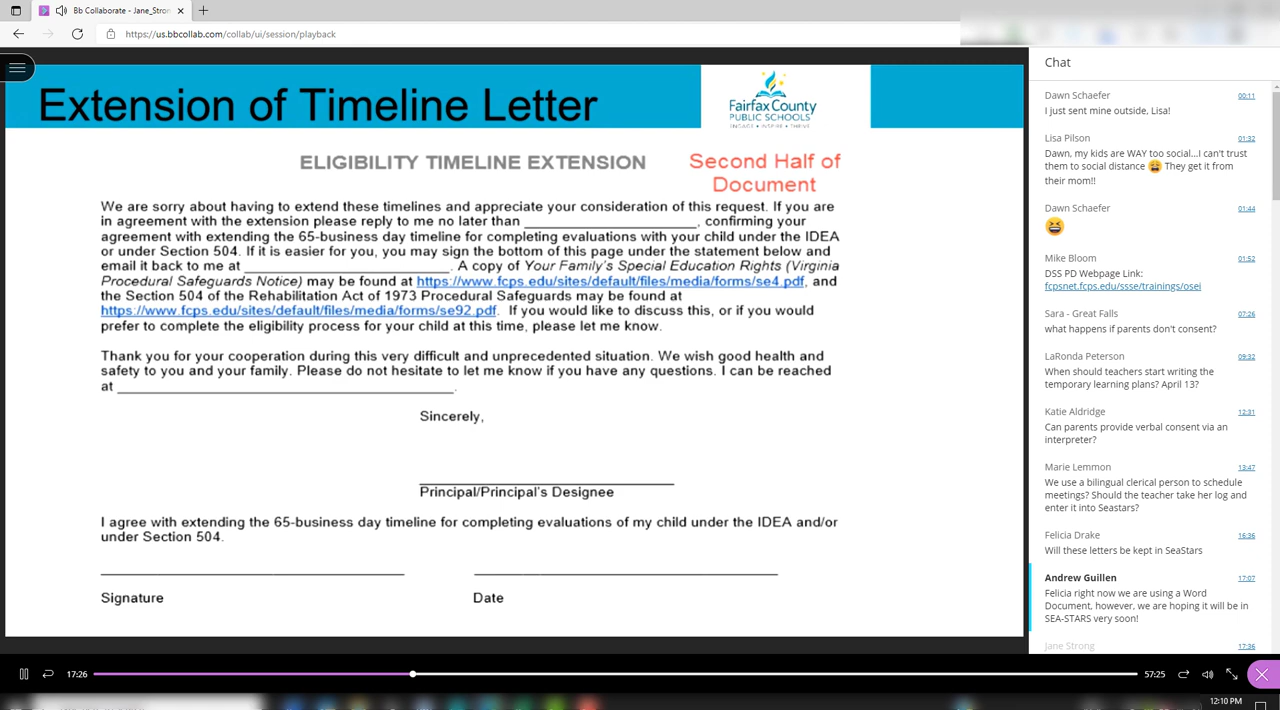 Bb Collaborate - Jane_Stron
https://us.bbcollab.com/collab/ui/session/playback
Extension of Timeline Letter
Fairfax County
PUBLIC SCHOOLS
ENGAGE • INSPIRE • THRIVE
ELIGIBILITY TIMELINE EXTENSION
Second Half of
Document
We are sorry about having to extend these timelines and appreciate your consideration of this request. If you are
in agreement with the extension please reply to me no later than ________________________, confirming your
agreement with extending the 65-business day timeline for completing evaluations with your child under the IDEA
or under Section 504. If it is easier for you, you may sign the bottom of this page under the statement below and
email it back to me at ____________________________. A copy of Your Family's Special Education Rights (Virginia
Procedural Safeguards Notice) may be found at https://www.fcps.edu/sites/default/files/media/forms/se4.pdf, and
the Section 504 of the Rehabilitation Act of 1973 Procedural Safeguards may be found at
https://www.fcps.edu/sites/default/files/media/forms/se92.pdf. If you would like to discuss this, or if you would
prefer to complete the eligibility process for your child at this time, please let me know.
Thank you for your cooperation during this very difficult and unprecedented situation. We wish good health and
safety to you and your family. Please do not hesitate to let me know if you have any questions. I can be reached
at ______________________________________________.
Sincerely,
Principal/Principal's Designee
I agree with extending the 65-business day timeline for completing evaluations of my child under the IDEA and/or
under Section 504.
Signature
Date
Chat
Dawn Schaefer 00:11
I just sent mine outside, Lisa!
Lisa Pilson 01:32
Dawn, my kids are WAY too social...I can't trust
them to social distance 😩 They get it from
their mom!!
Dawn Schaefer 01:44
😆
Mike Bloom 01:52
DSS PD Webpage Link:
fcpsnet.fcps.edu/ssse/trainings/osei
Sara - Great Falls 07:26
what happens if parents don't consent?
LaRonda Peterson 09:32
When should teachers start writing the
temporary learning plans? April 13?
Katie Aldridge 12:31
Can parents provide verbal consent via an
interpreter?
Marie Lemmon 13:47
We use a bilingual clerical person to schedule
meetings? Should the teacher take her log and
enter it into Seastars?
Felicia Drake 16:36
Will these letters be kept in SeaStars
Andrew Guillen 17:07
Felicia right now we are using a Word
Document, however, we are hoping it will be in
SEA-STARS very soon!
Jane Strong 17:36
17:26
57:25
12:10 PM